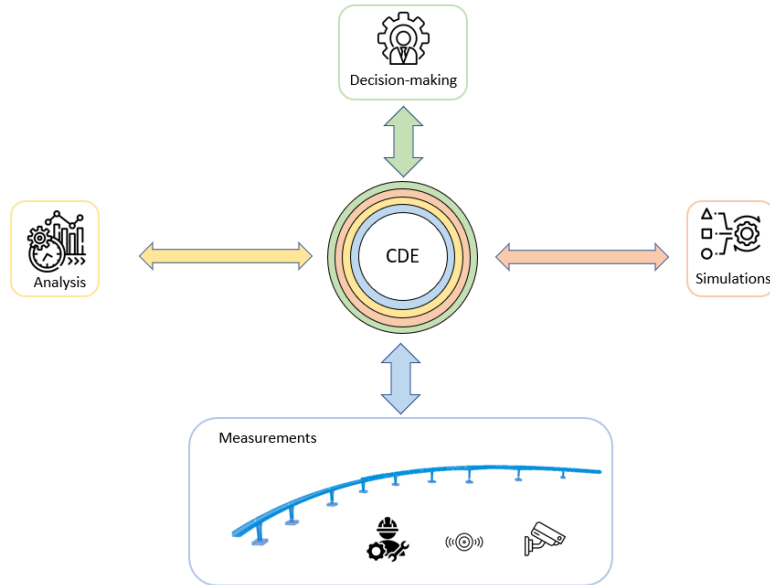 Decision-making
CDE
Analysis
Simulations
Measurements